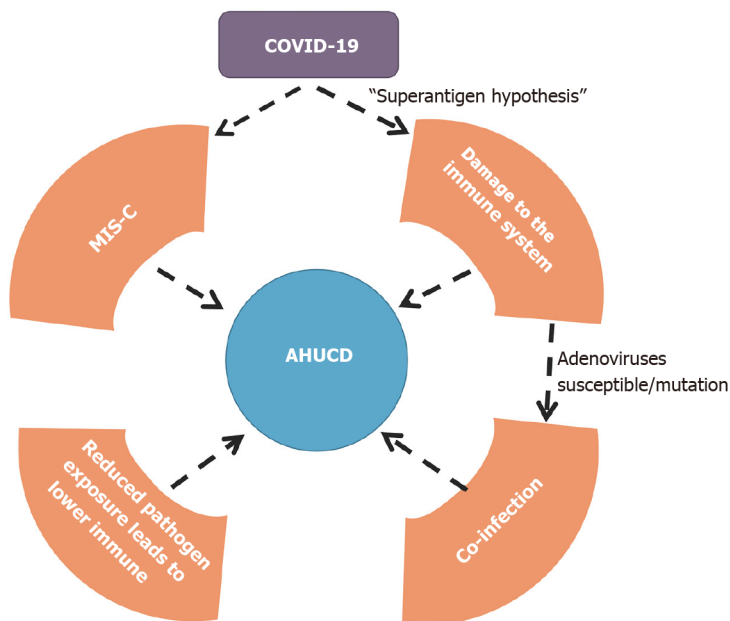 COVID-19
“Superantigen hypothesis”
MIS-C
Damage to the
immune system
AHUCD
Adenoviruses
susceptible/mutation
Reduced pathogen
exposure leads to
lower immune
Co-infection